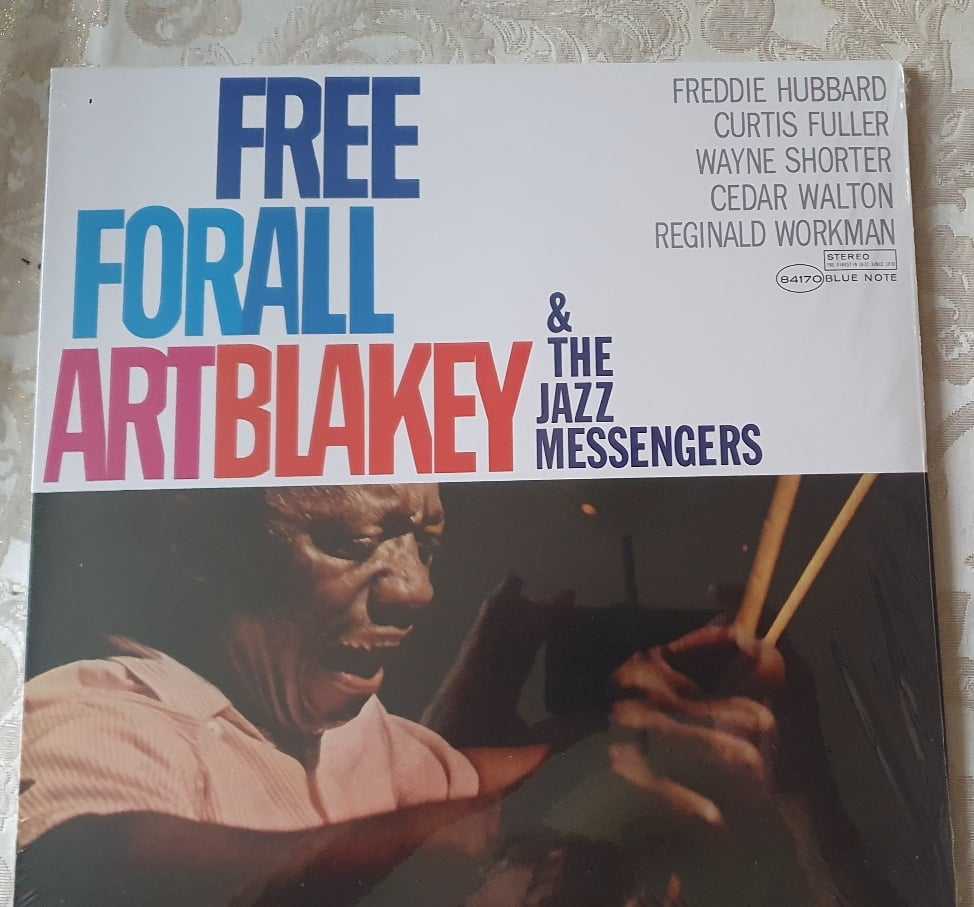 FREE
FORALL
ARTBLAKEY
& THE JAZZ MESSENGERS
FREDDIE HUBBARD
CURTIS FULLER
WAYNE SHORTER
CEDAR WALTON
REGINALD WORKMAN
STEREO
84170 BLUE NOTE